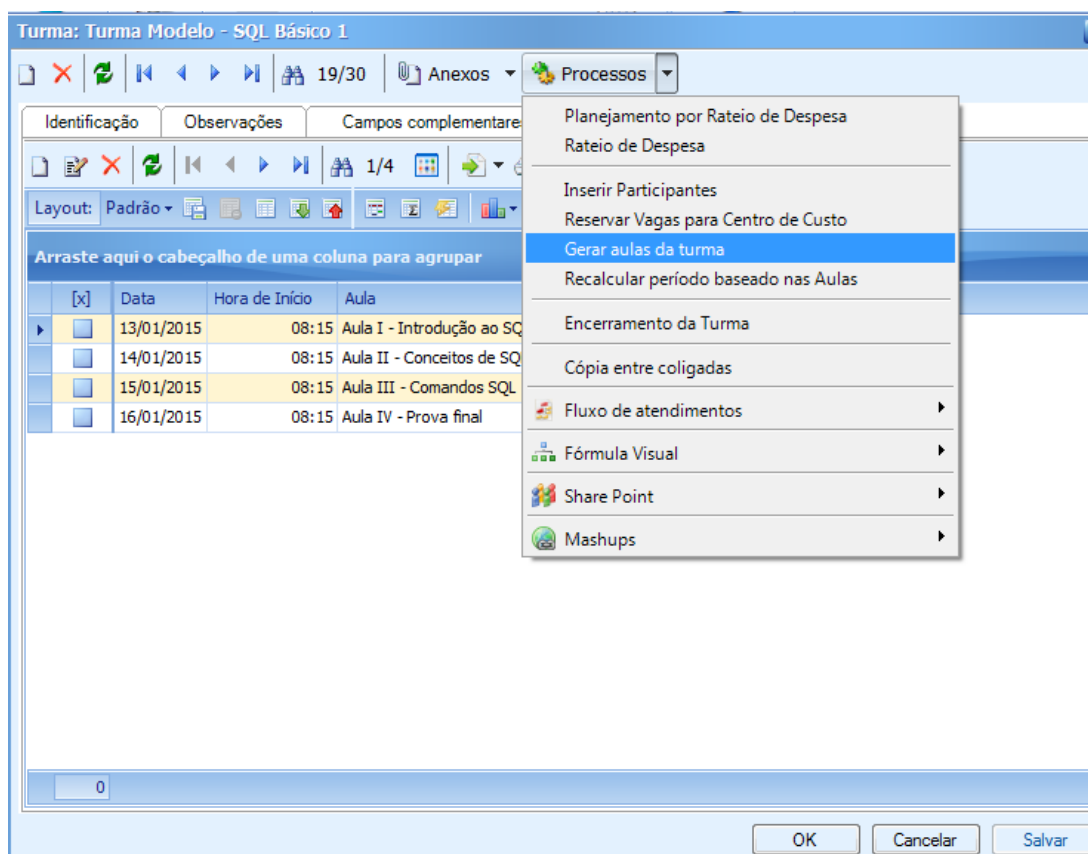 Turma: Turma Modelo - SQL Básico 1
19/30 Anexos Processos
Identificação Observações Campos complementare
1/4
Layout: Padrão
Arraste aqui o cabeçalho de uma coluna para agrupar
[x] Data Hora de Início Aula
13/01/2015 08:15 Aula I - Introdução ao SQ
14/01/2015 08:15 Aula II - Conceitos de SQ
15/01/2015 08:15 Aula III - Comandos SQL
16/01/2015 08:15 Aula IV - Prova final
Planejamento por Rateio de Despesa
Rateio de Despesa
Inserir Participantes
Reservar Vagas para Centro de Custo
Gerar aulas da turma
Recalcular período baseado nas Aulas
Encerramento da Turma
Cópia entre coligadas
Fluxo de atendimentos
Fórmula Visual
Share Point
Mashups
0
OK Cancelar Salvar